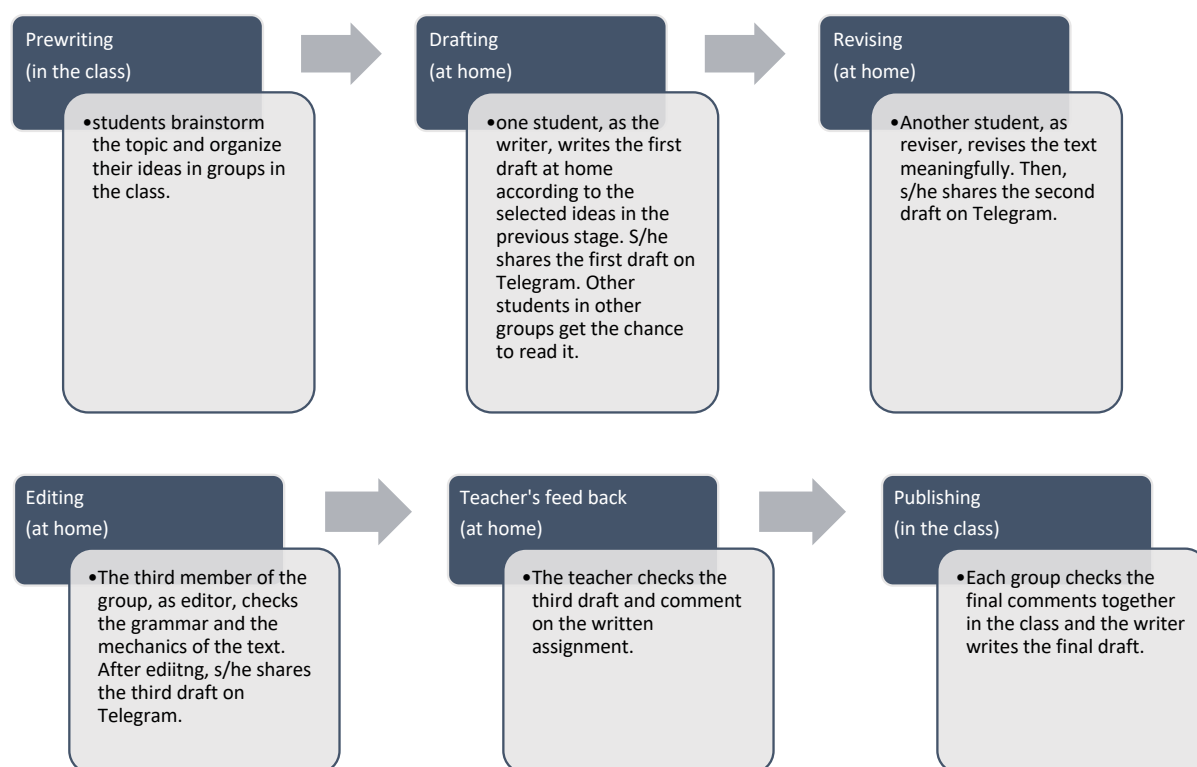 Prewriting
(in the class)
•students brainstorm
the topic and organize
their ideas in groups in
the class.
Drafting
(at home)
•one student, as the
writer, writes the first
draft at home
according to the
selected ideas in the
previous stage. S/he
shares the first draft on
Telegram. Other
students in other
groups get the chance
to read it.
Revising
(at home)
•Another student, as
reviser, revises the text
meaningfully. Then,
s/he shares the second
draft on Telegram.
Editing
(at home)
•The third member of the
group, as editor, checks
the grammar and the
mechanics of the text.
After ediitng, s/he shares
the third draft on
Telegram.
Teacher's feed back
(at home)
•The teacher checks the
third draft and comment
on the written
assignment.
Publishing
(in the class)
•Each group checks the
final comments together
in the class and the writer
writes the final draft.